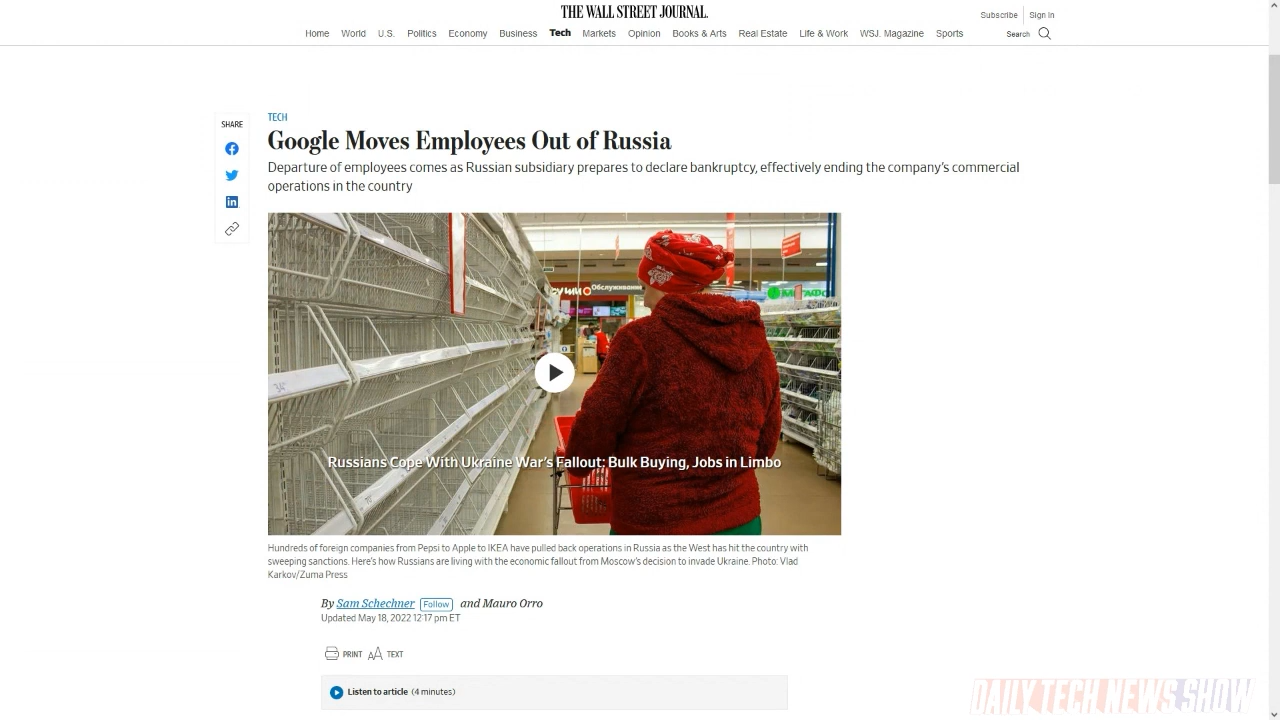 THE WALL STREET JOURNAL.
Subscribe Sign In
Home World U.S. Politics Economy Business Tech Markets Opinion Books & Arts Real Estate Life & Work WSJ. Magazine Sports
Search
SHARE
TECH
Google Moves Employees Out of Russia
Departure of employees comes as Russian subsidiary prepares to declare bankruptcy, effectively ending the company's commercial
operations in the country
Обслуживание
Russians Cope With Ukraine War's Fallout: Bulk Buying, Jobs in Limbo
Hundreds of foreign companies from Pepsi to Apple to IKEA have pulled back operations in Russia as the West has hit the country with
sweeping sanctions. Here's how Russians are living with the economic fallout from Moscow's decision to invade Ukraine. Photo: Vlad
Karkov/Zuma Press
By Sam Schechner Follow and Mauro Orro
Updated May 18, 2022 12:17 pm ET
PRINT AA TEXT
Listen to article (4 minutes)
DAILY TECH NEWS SHOW